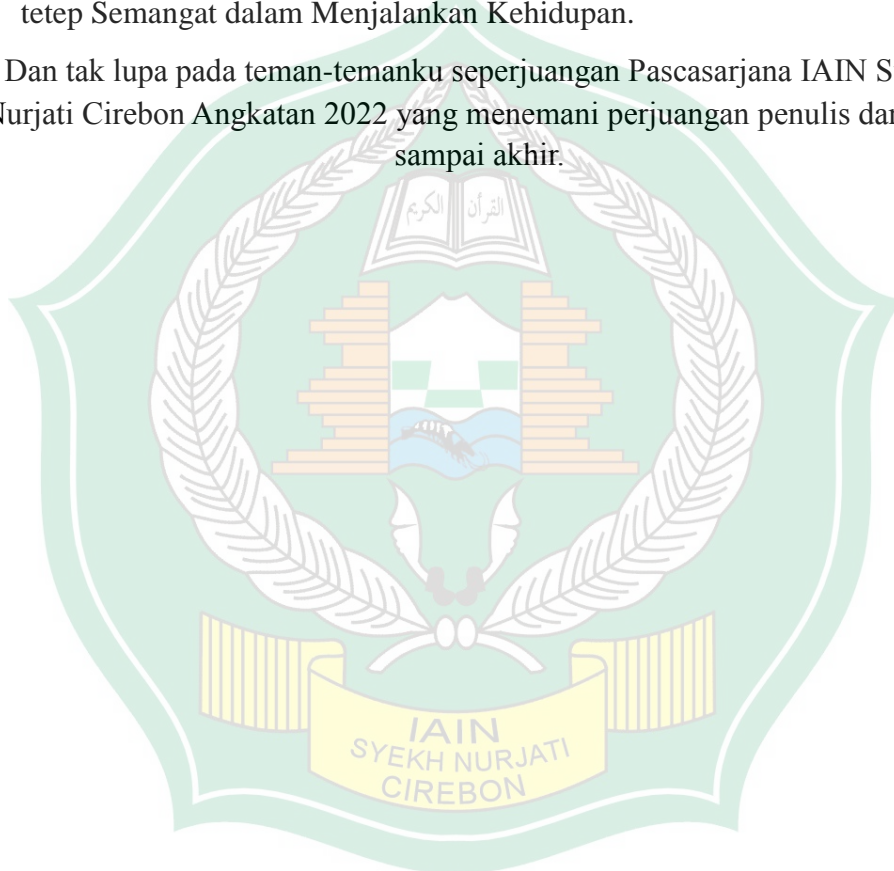 tetep Semangat dalam Menjalankan Kehidupan.
Dan tak lupa pada teman-temanku seperjuangan Pascasarjana IAIN S
Nurjati Cirebon Angkatan 2022 yang menemani perjuangan penulis dar
sampai akhir.
القرآن الكريم
IAIN
SYEKH NURJATI
CIREBON